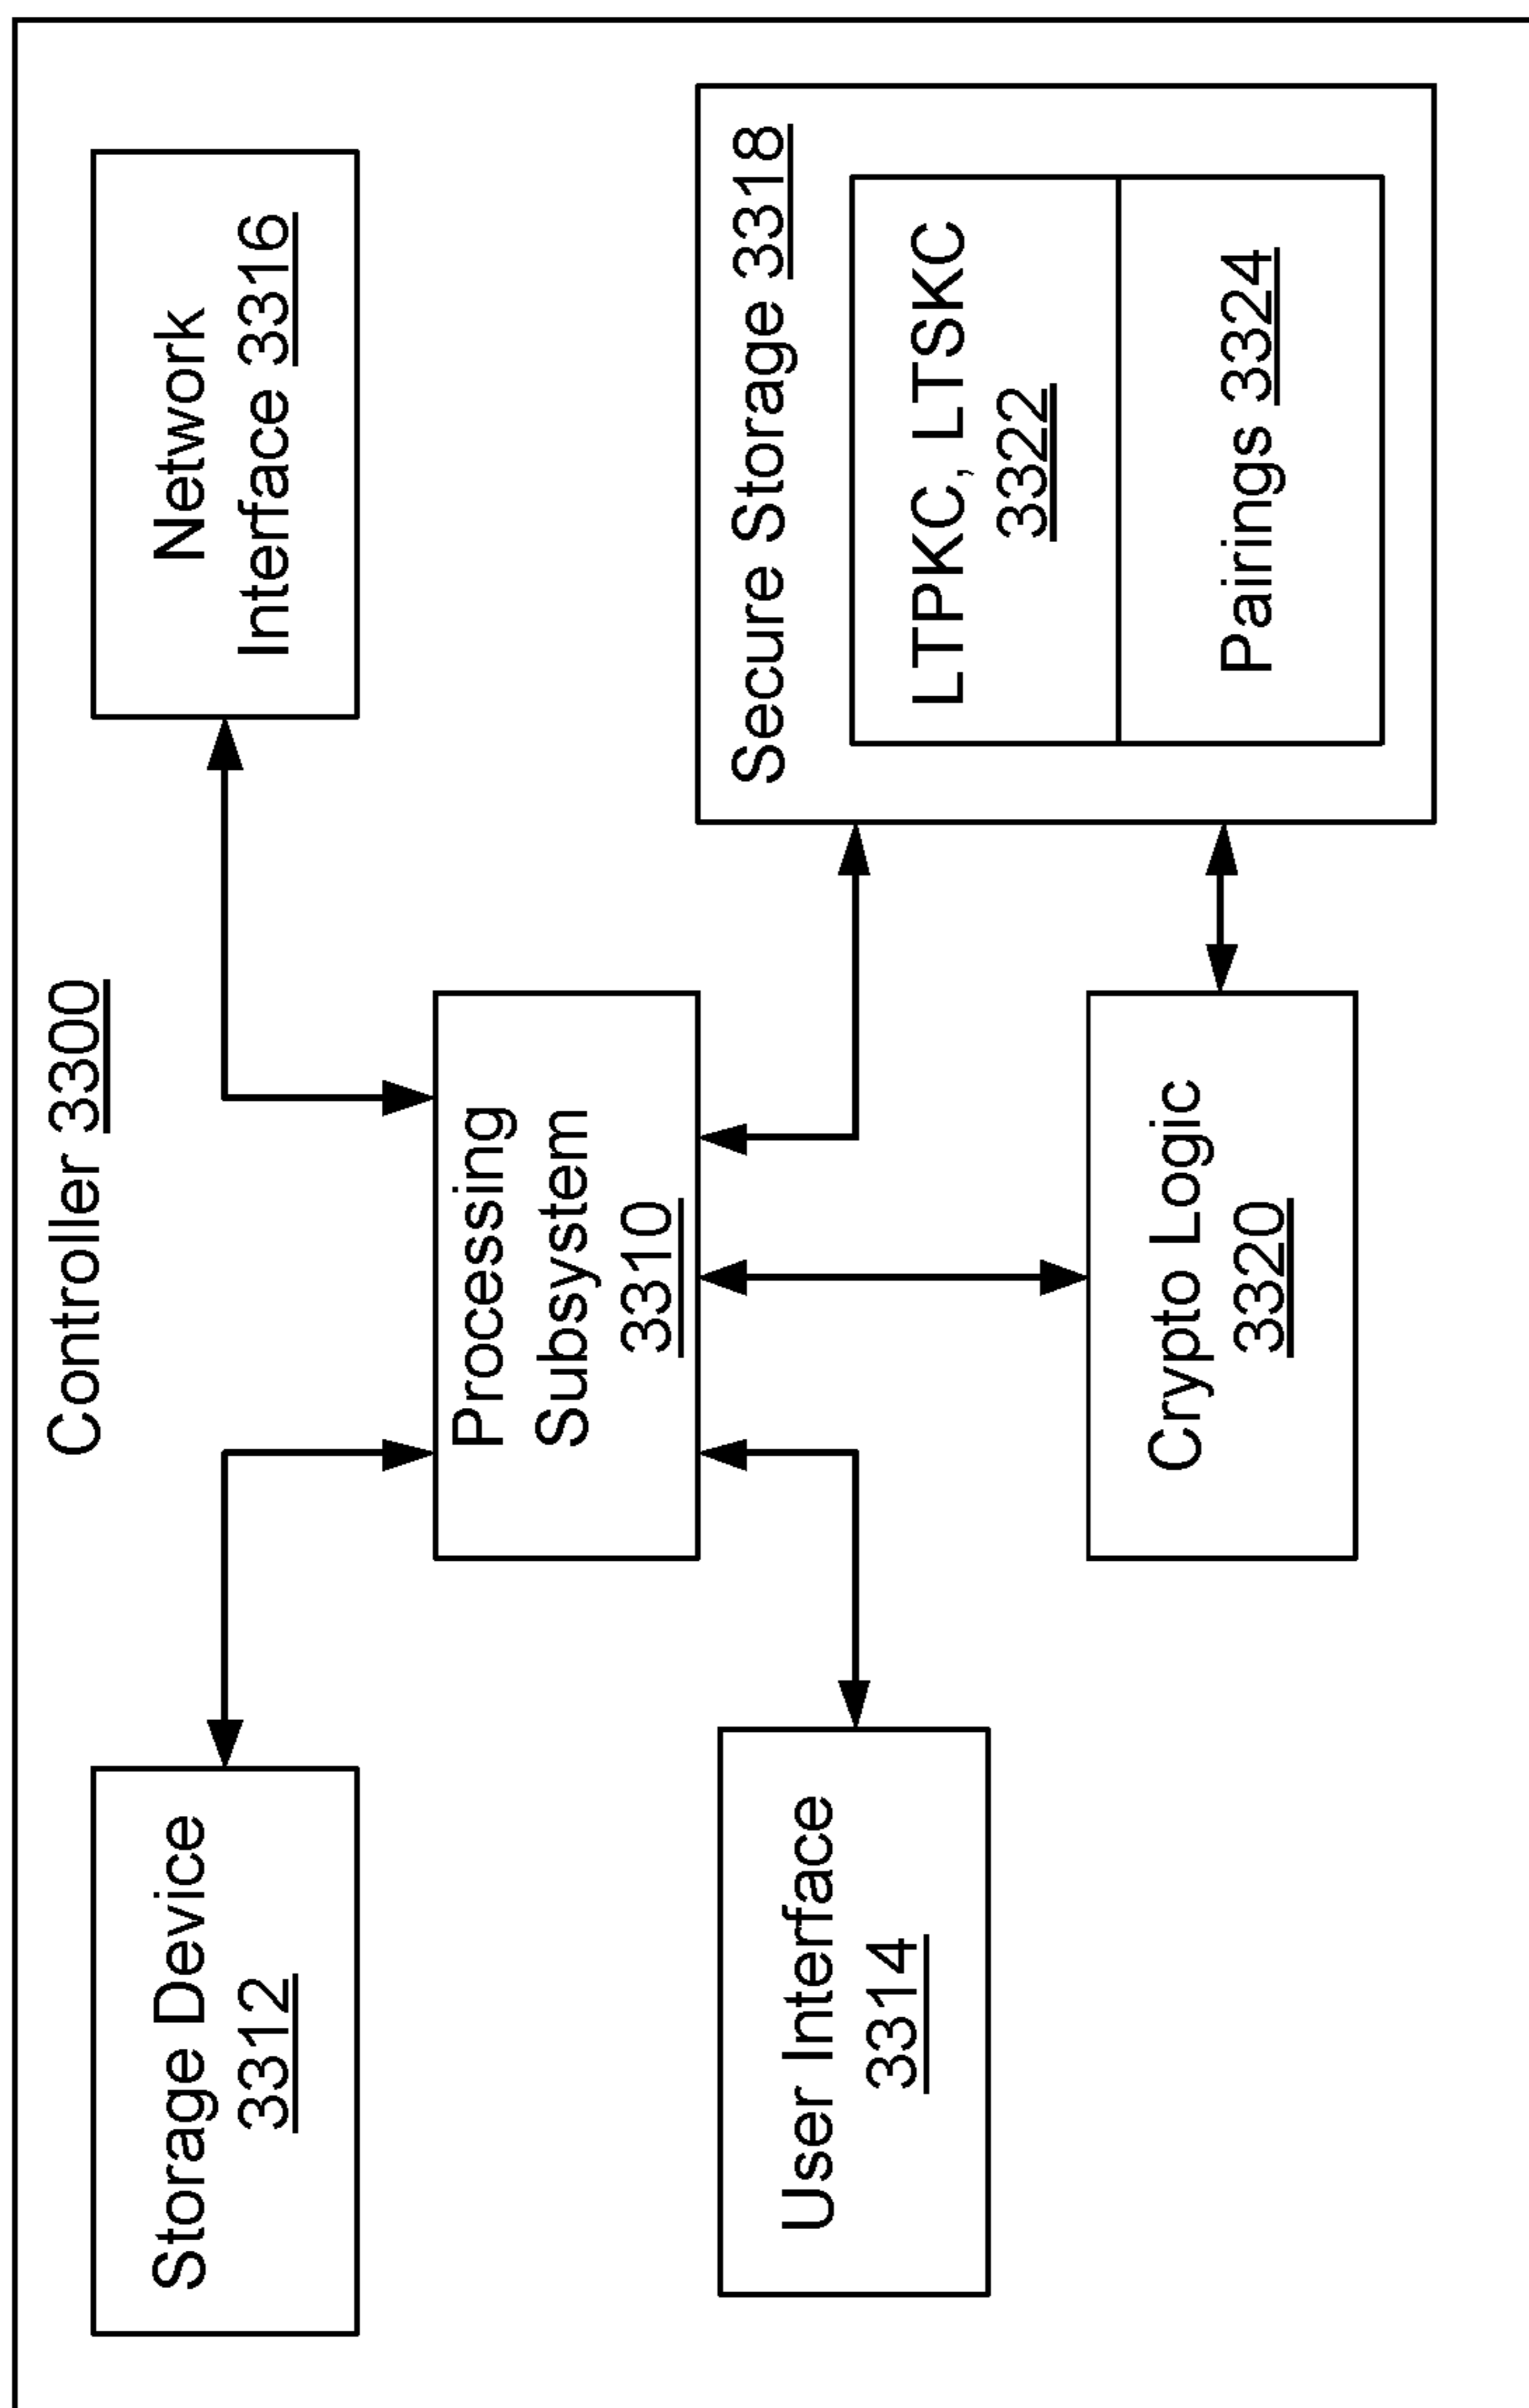 Controller 3300
Storage Device
3312
Network
Interface 3316
Processing
Subsystem
3310
User Interface
3314
Secure Storage 3318
LTPKC, LTSKC
3322
Pairings 3324
Crypto Logic
3320